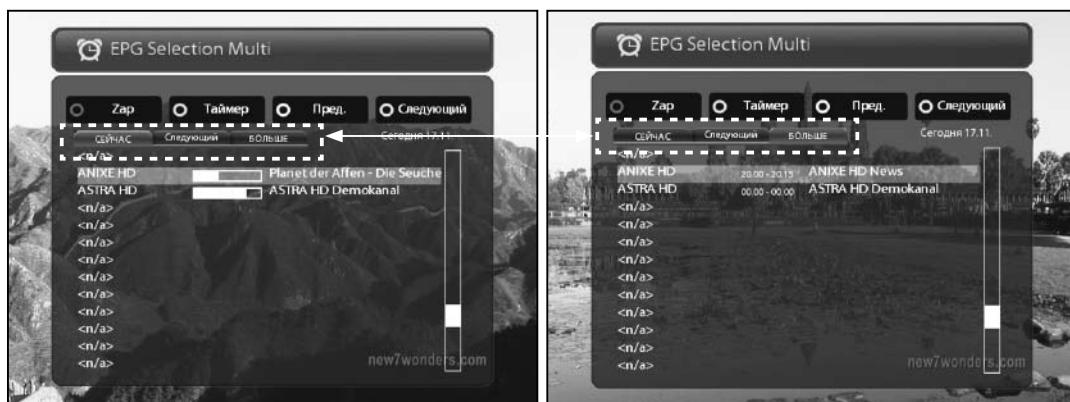 EPG Selection Multi
Zap Таймер Пред. Следующий
СЕЙЧАС Следующий БОЛЬШЕ Сегодня 17.11.
<n/a>
ANIXE HD Planet der Affen - Die Seuche
ASTRA HD ASTRA HD Demokanal
<n/a>
<n/a>
<n/a>
<n/a>
<n/a>
<n/a>
<n/a>
<n/a>
<n/a>
<n/a>
new7wonders.com
EPG Selection Multi
Zap Таймер Пред. Следующий
СЕЙЧАС Следующий БОЛЬШЕ Сегодня 17.11.
<n/a>
ANIXE HD 20.00 - 20.15 ANIXE HD News
ASTRA HD 00.00 - 00.00 ASTRA HD Demokanal
<n/a>
<n/a>
<n/a>
<n/a>
<n/a>
<n/a>
<n/a>
<n/a>
<n/a>
<n/a>
new7wonders.com